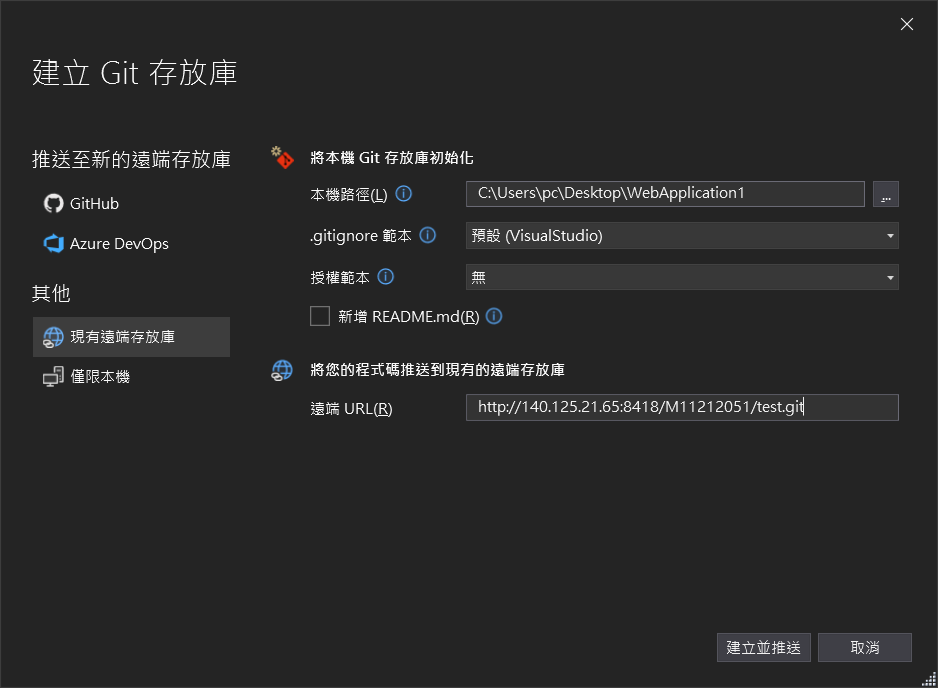 建立 Git 存放庫
推送至新的遠端存放庫
GitHub
Azure DevOps
其他
現有遠端存放庫
僅限本機
將本機 Git 存放庫初始化
本機路徑(L)
C:\Users\pc\Desktop\WebApplication1
...
.gitignore 範本
預設 (VisualStudio)
授權範本
無
新增 README.md(R)
將您的程式碼推送到現有的遠端存放庫
遠端 URL(R)
http://140.125.21.65:8418/M11212051/test.git
建立並推送
取消